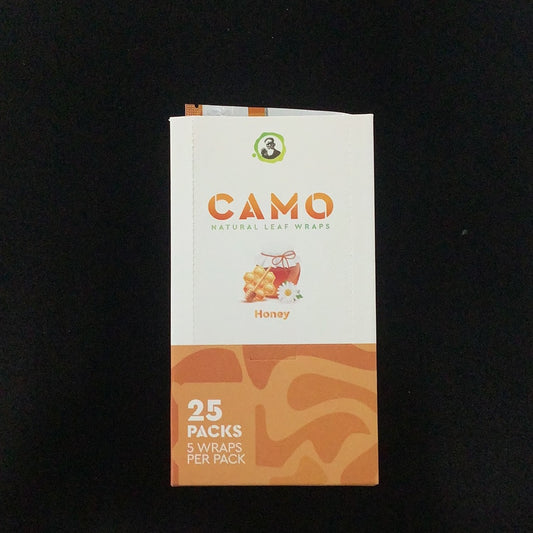 CAMO
NATURAL LEAF WRAPS
Honey
25
PACKS
5 WRAPS
PER PACK